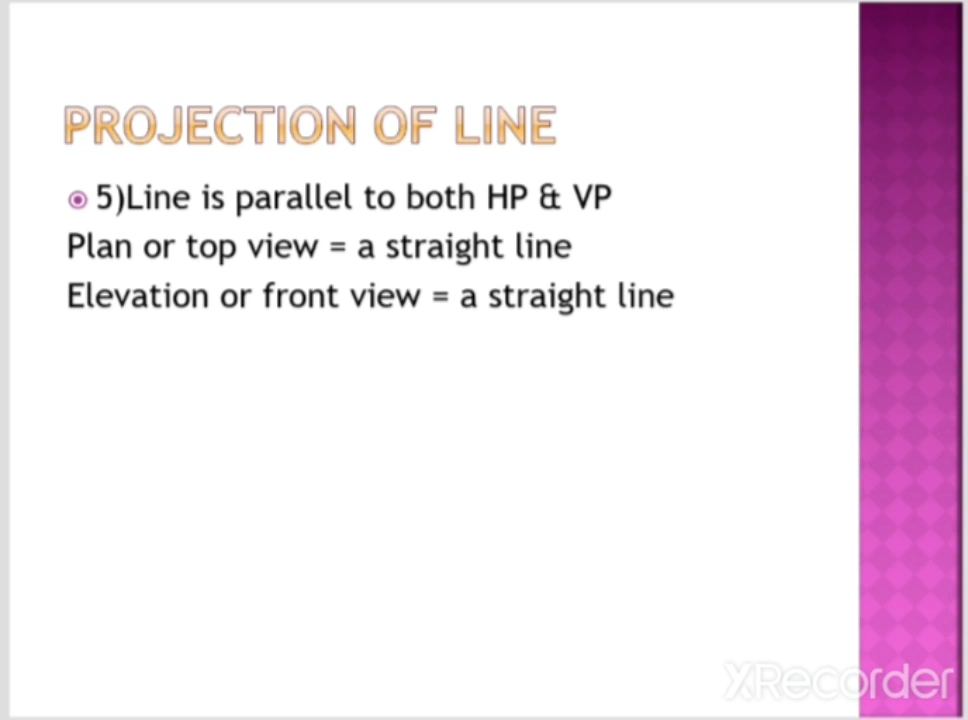 PROJECTION OF LINE
5)Line is parallel to both HP & VP
Plan or top view = a straight line
Elevation or front view = a straight line
XRecorder